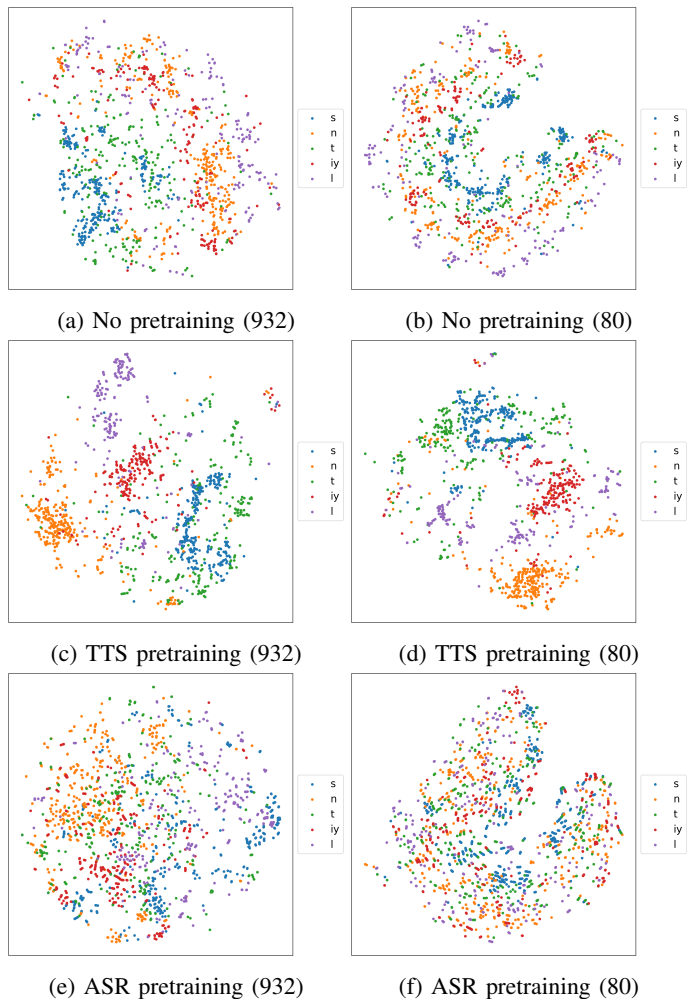 s
n
t
iy
l
s
n
t
iy
l
(a) No pretraining (932)
(b) No pretraining (80)
s
n
t
iy
l
s
n
t
iy
l
(c) TTS pretraining (932)
(d) TTS pretraining (80)
s
n
t
iy
l
s
n
t
iy
l
(e) ASR pretraining (932)
(f) ASR pretraining (80)